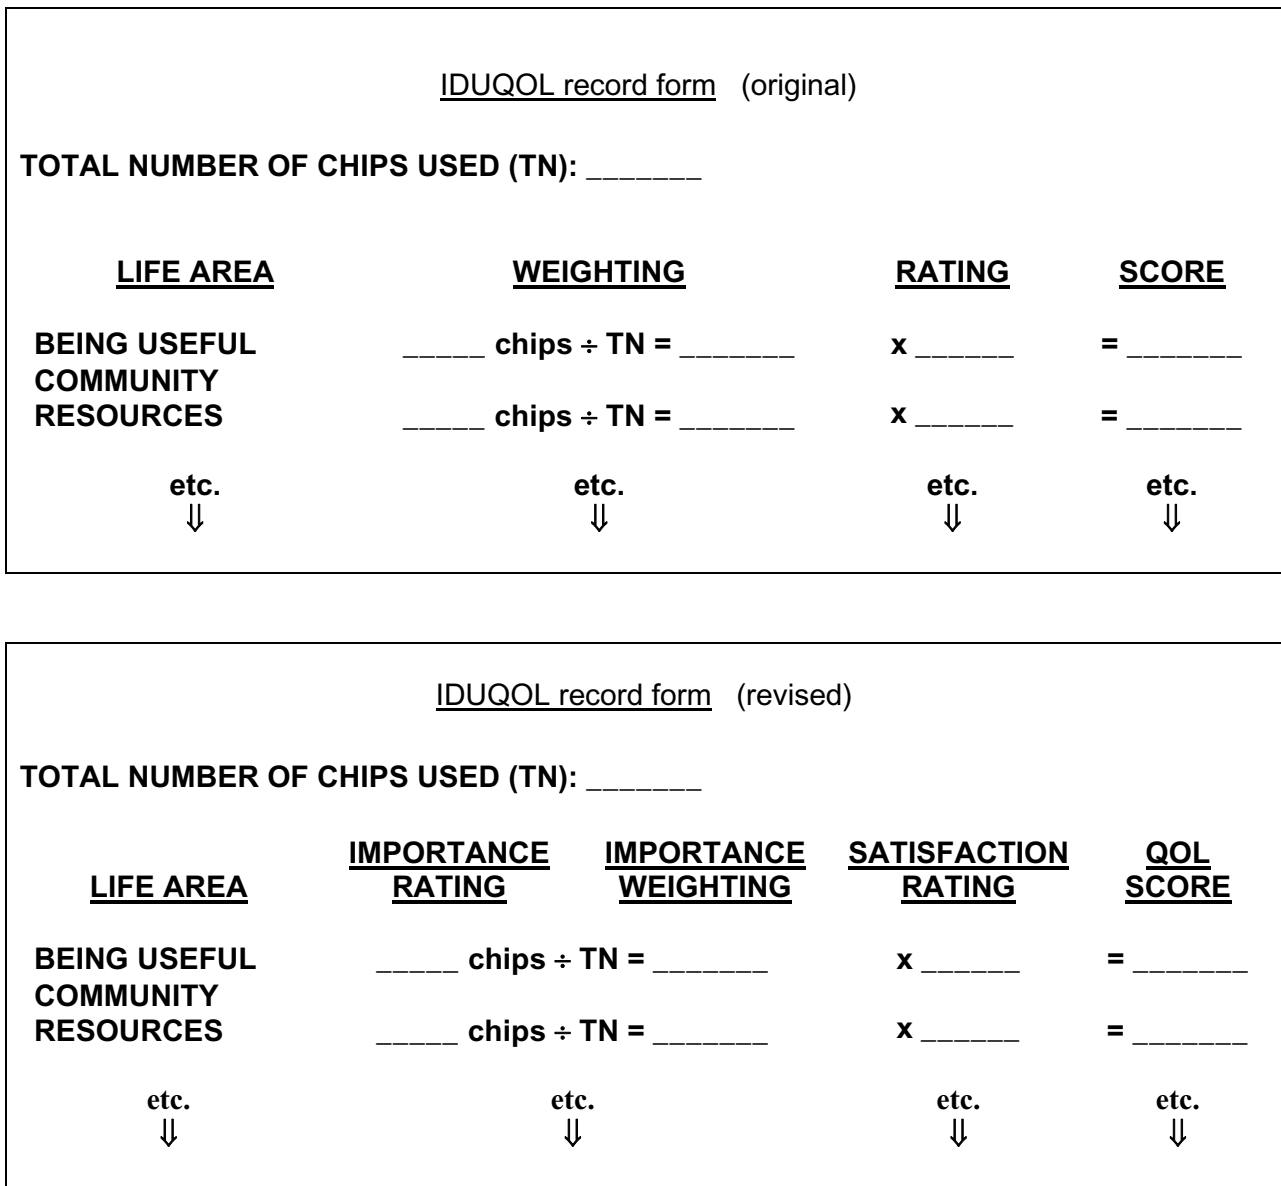 IDUQOL record form (original)
TOTAL NUMBER OF CHIPS USED (TN): _______
LIFE AREA WEIGHTING RATING SCORE
BEING USEFUL _____ chips ÷ TN = _______ x ______ = _______
COMMUNITY
RESOURCES _____ chips ÷ TN = _______ x ______ = _______
etc. etc. etc. etc.
⇓ ⇓ ⇓ ⇓
IDUQOL record form (revised)
TOTAL NUMBER OF CHIPS USED (TN): _______
IMPORTANCE IMPORTANCE SATISFACTION QOL
LIFE AREA RATING WEIGHTING RATING SCORE
BEING USEFUL _____ chips ÷ TN = _______ x ______ = _______
COMMUNITY
RESOURCES _____ chips ÷ TN = _______ x ______ = _______
etc. etc. etc. etc.
⇓ ⇓ ⇓ ⇓